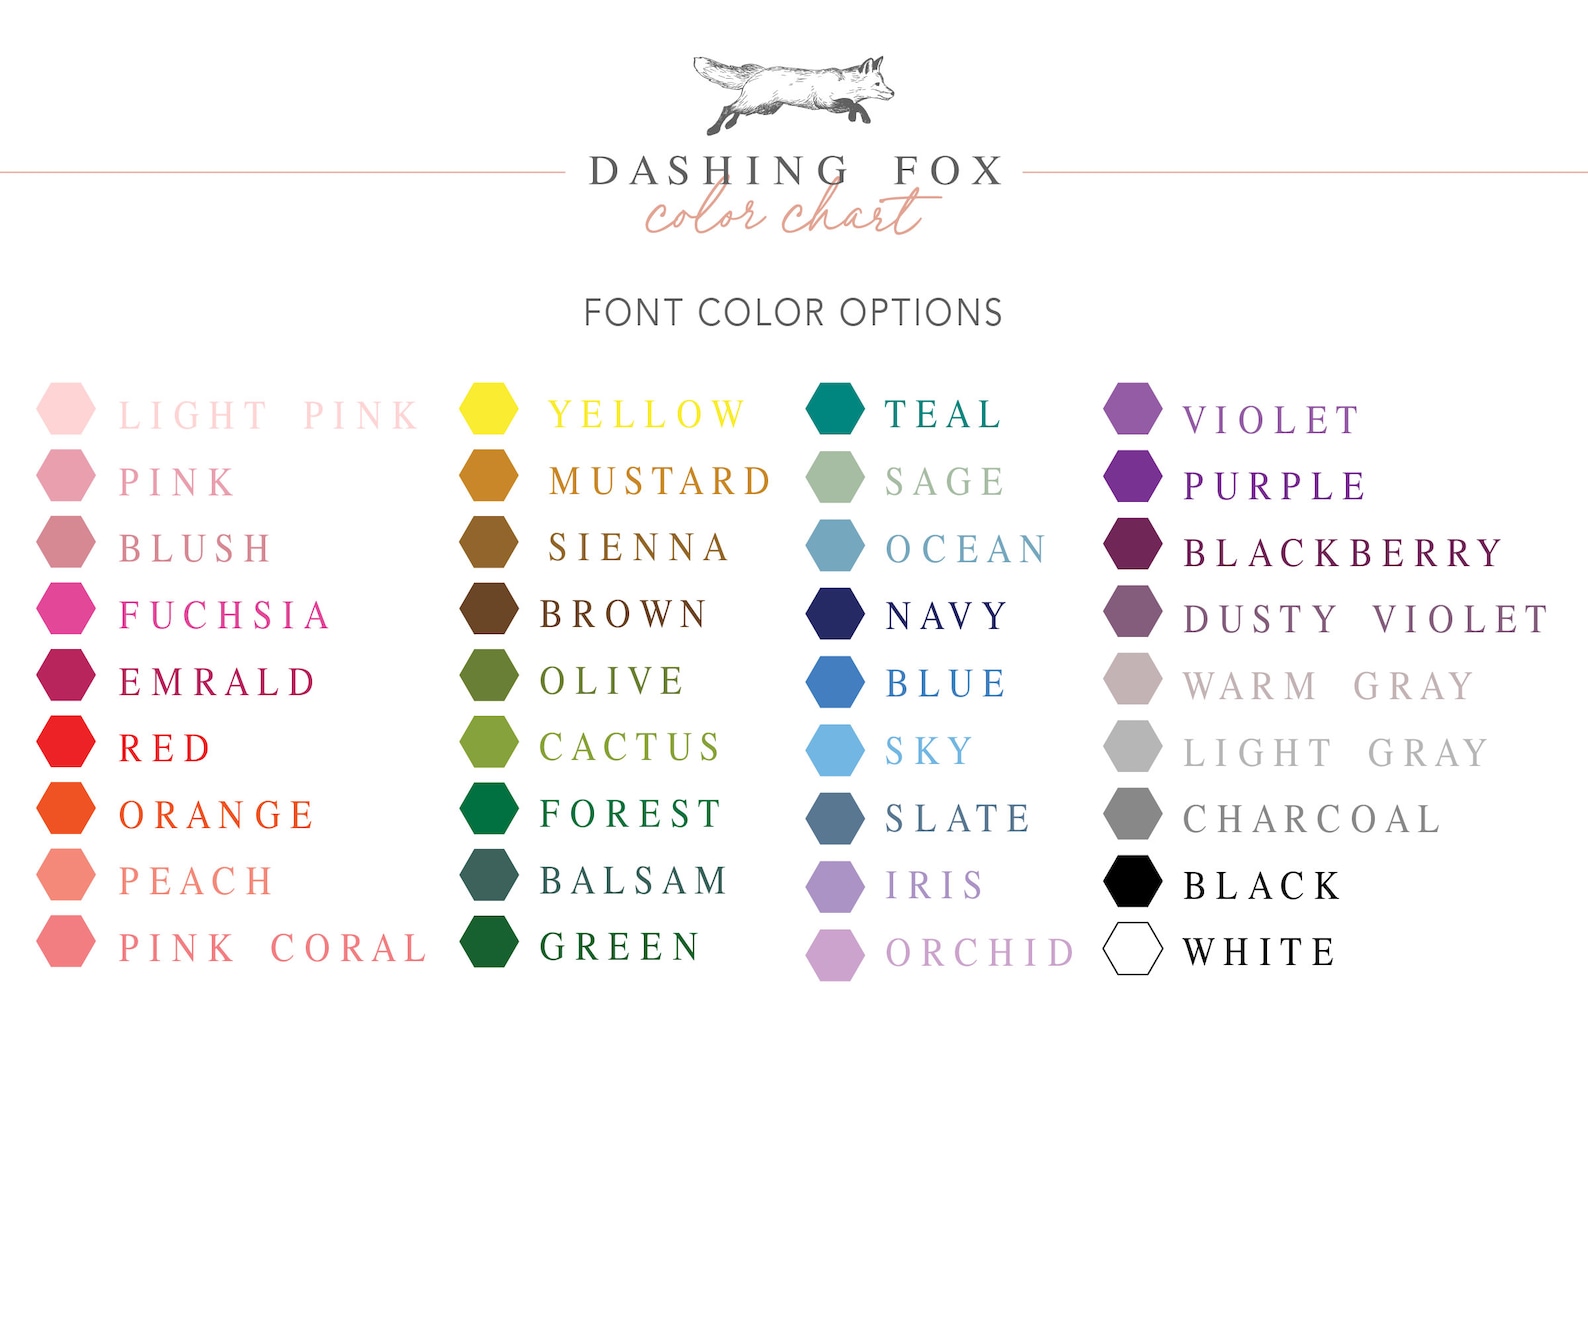 DASHING FOX
color chart
FONT COLOR OPTIONS
LIGHT PINK
PINK
BLUSH
FUCHSIA
EMRALD
RED
ORANGE
PEACH
PINK CORAL
YELLOW
MUSTARD
SIENNA
BROWN
OLIVE
CACTUS
FOREST
BALSAM
GREEN
TEAL
SAGE
OCEAN
NAVY
BLUE
SKY
SLATE
IRIS
ORCHID
VIOLET
PURPLE
BLACKBERRY
DUSTY VIOLET
WARM GRAY
LIGHT GRAY
CHARCOAL
BLACK
WHITE